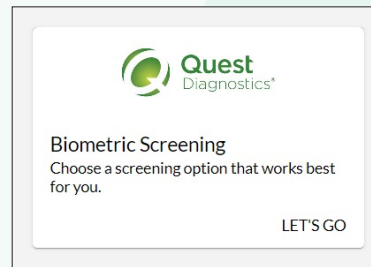 Quest
Diagnostics®
Biometric Screening
Choose a screening option that works best
for you.
LET'S GO